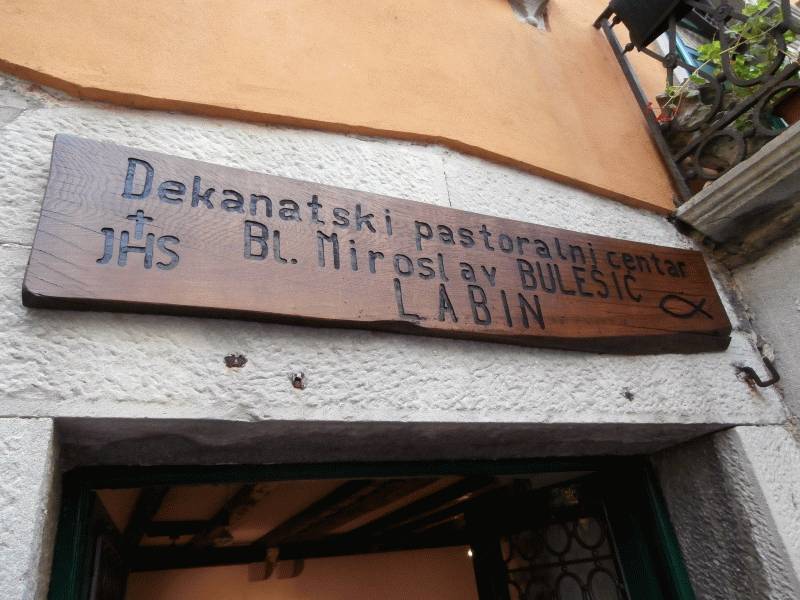 Dekanatski pastoralni centar
JHS Bl. Miroslav BULEŠIĆ
LABIN